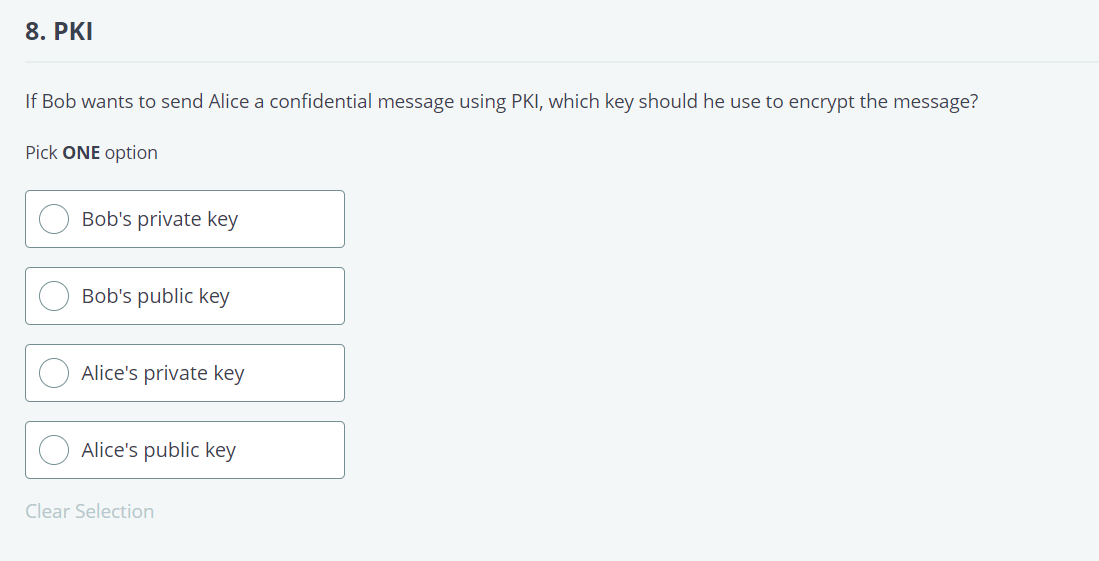 8. PKI
If Bob wants to send Alice a confidential message using PKI, which key should he use to encrypt the message?
Pick ONE option
Bob's private key
Bob's public key
Alice's private key
Alice's public key
Clear Selection